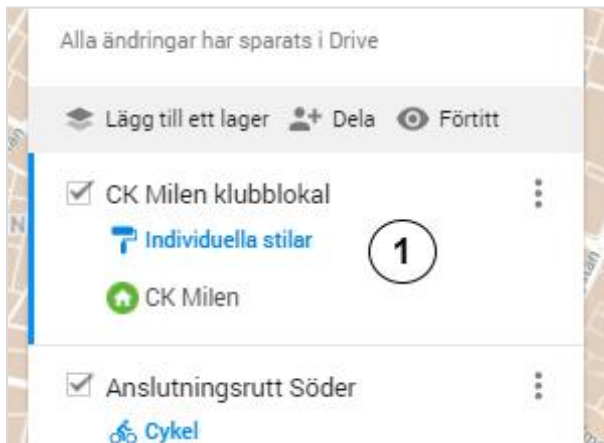 Alla ändringar har sparats i Drive
Lägg till ett lager Dela Förtitt
CK Milen klubblokal
Individuella stilar
1
CK Milen
Anslutningsrutt Söder
Cykel
N